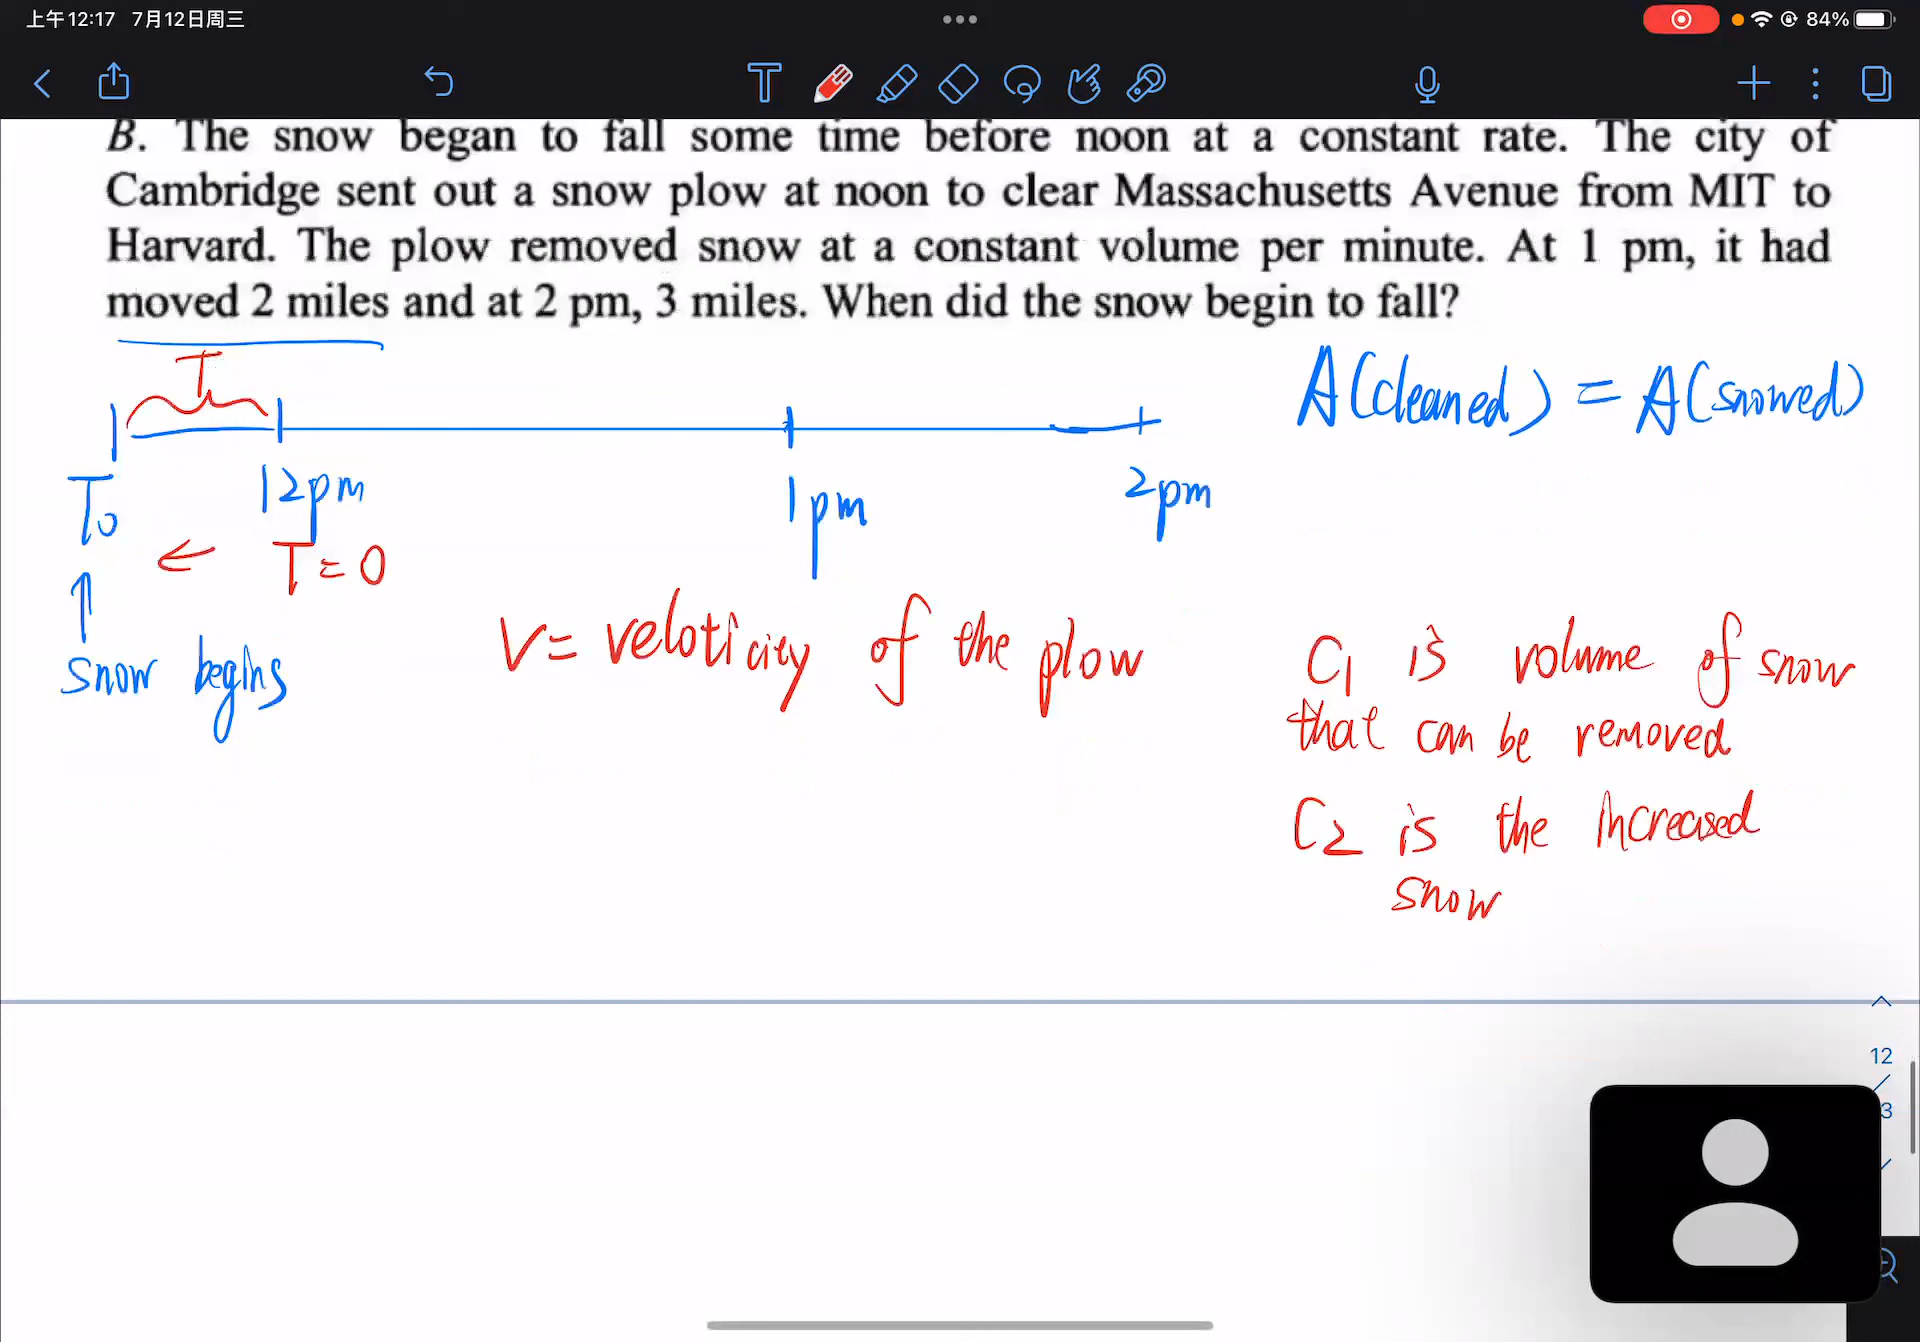 上午12:17 7月12日周三
84%
B. The snow began to fall some time before noon at a constant rate. The city of
Cambridge sent out a snow plow at noon to clear Massachusetts Avenue from MIT to
Harvard. The plow removed snow at a constant volume per minute. At 1 pm, it had
moved 2 miles and at 2 pm, 3 miles. When did the snow begin to fall?
T
A(cleaned) = A(snowed)
T0 12pm 1pm 2pm
← T=0
↑
snow begins
V= veloticity of the plow
C1 is volume of snow
that can be removed
C2 is the increased
snow
12
3